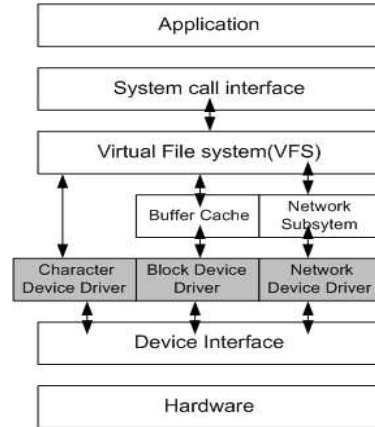 Application
System call interface
Virtual File system(VFS)
Buffer Cache
Network
Subsytem
Character
Device Driver
Block Device
Driver
Network
Device Driver
Device Interface
Hardware